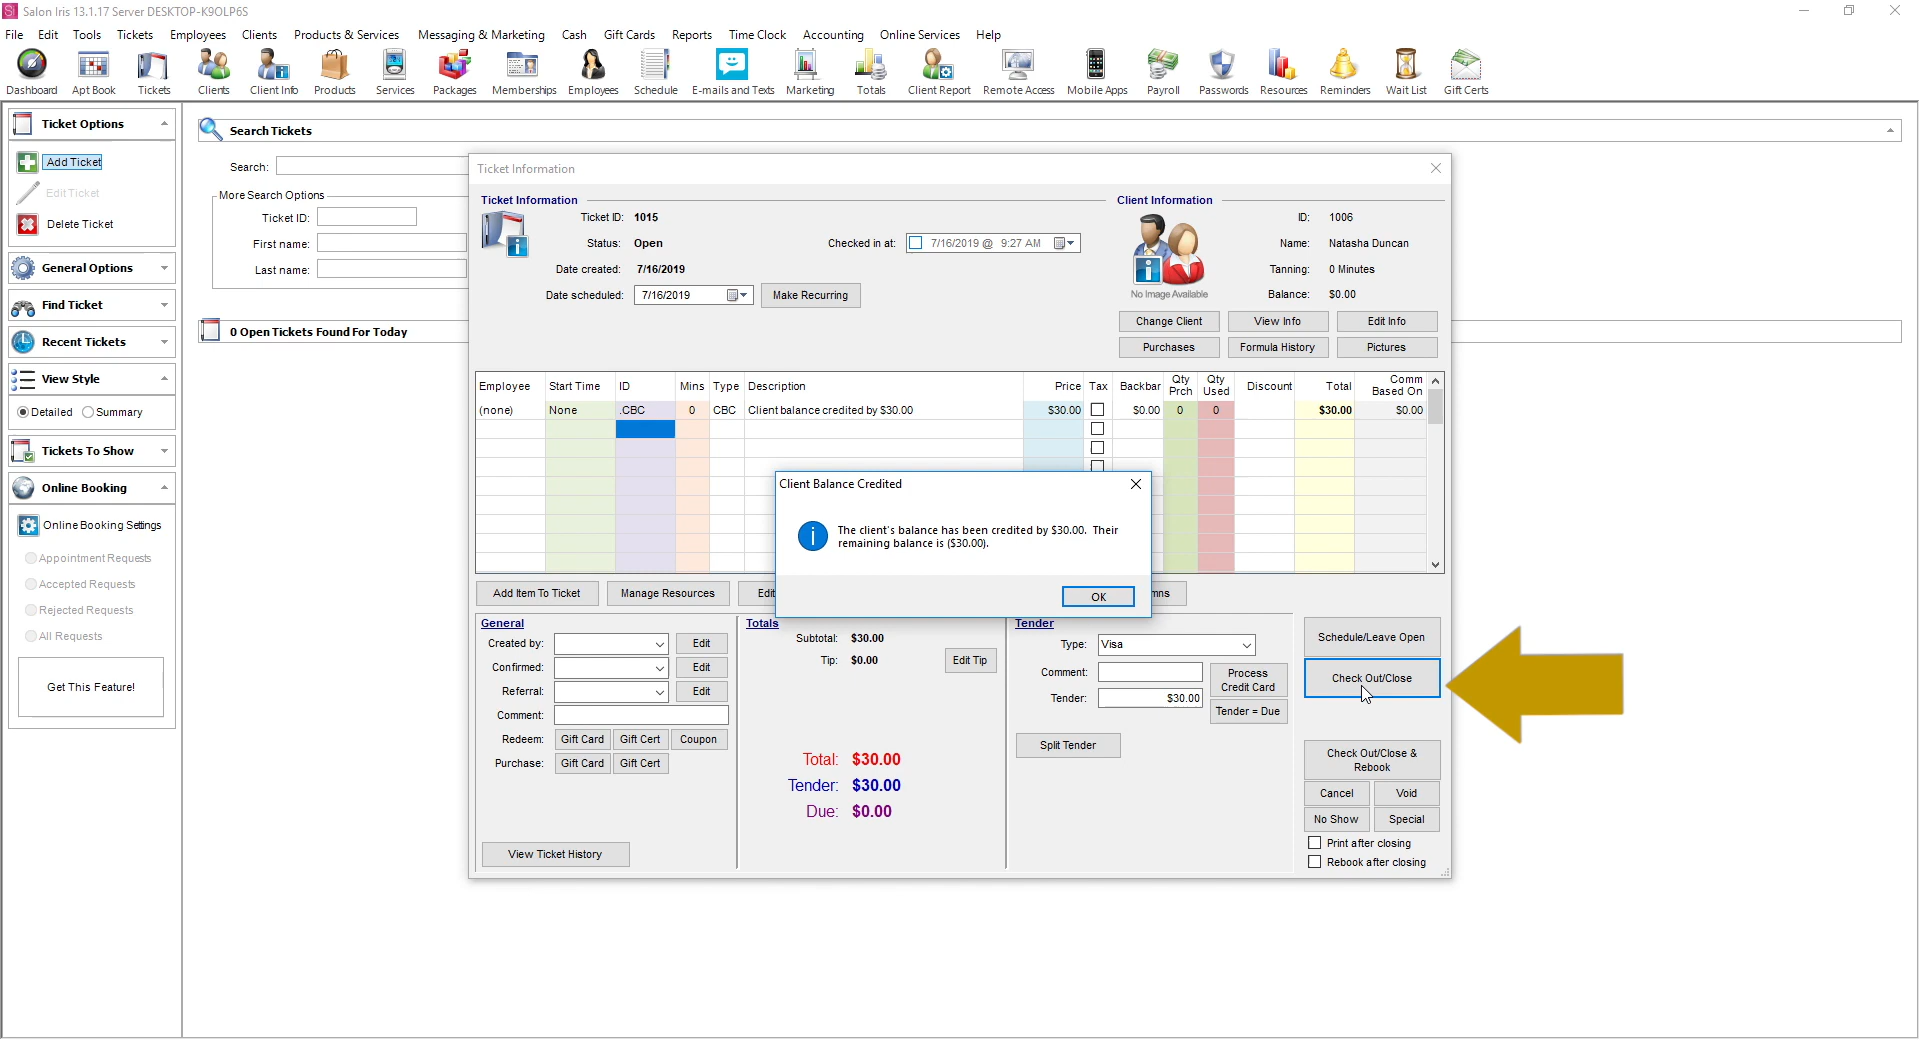 Salon Iris 13.1.17 Server DESKTOP-K9OLP6S
File Edit Tools Tickets Employees Clients Products & Services Messaging & Marketing Cash Gift Cards Reports Time Clock Accounting Online Services Help
Dashboard Apt Book Tickets Clients Client Info Products Services Packages Memberships Employees Schedule E-mails and Texts Marketing Totals Client Report Remote Access Mobile Apps Payroll Passwords Resources Reminders Wait List Gift Certs
Ticket Options
Add Ticket
Edit Ticket
Delete Ticket
General Options
Find Ticket
Recent Tickets
View Style
Detailed Summary
Tickets To Show
Online Booking
Online Booking Settings
Appointment Requests
Accepted Requests
Rejected Requests
All Requests
Get This Feature!
Search Tickets
Search:
More Search Options
Ticket ID:
First name:
Last name:
0 Open Tickets Found For Today
Ticket Information
Ticket Information
Ticket ID: 1015
Status: Open
Checked in at: 7/16/2019 @ 9:27 AM
Date created: 7/16/2019
Date scheduled: 7/16/2019 Make Recurring
Client Information
No Image Available
ID: 1006
Name: Natasha Duncan
Tanning: 0 Minutes
Balance: $0.00
Change Client View Info Edit Info
Purchases Formula History Pictures
Employee Start Time ID Mins Type Description Price Tax Backbar Qty Prch Qty Used Discount Total Comm Based On
(none) None .CBC 0 CBC Client balance credited by $30.00 $30.00 $0.00 0 0 $30.00 $0.00
Client Balance Credited
The client's balance has been credited by $30.00. Their
remaining balance is ($30.00).
OK
Add Item To Ticket Manage Resources Edit mns
General
Created by: Edit
Confirmed: Edit
Referral: Edit
Comment:
Redeem: Gift Card Gift Cert Coupon
Purchase: Gift Card Gift Cert
View Ticket History
Totals
Subtotal: $30.00
Tip: $0.00 Edit Tip
Total: $30.00
Tender: $30.00
Due: $0.00
Tender
Type: Visa
Comment:
Process
Credit Card
Tender: $30.00
Tender = Due
Split Tender
Schedule/Leave Open
Check Out/Close
Check Out/Close &
Rebook
Cancel Void
No Show Special
Print after closing
Rebook after closing